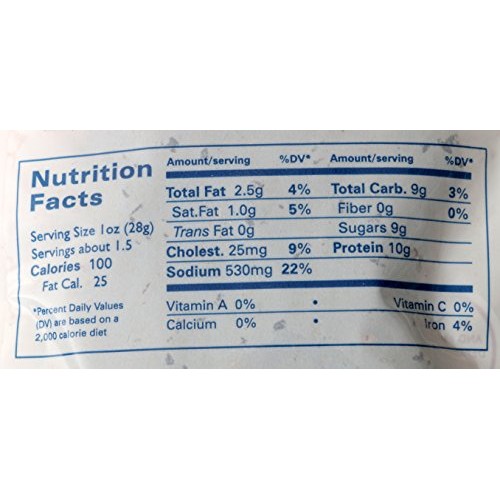 Nutrition
Facts
Serving Size 1oz (28g)
Servings about 1.5
Calories 100
Fat Cal. 25
*Percent Daily Values
(DV) are based on a
2,000 calorie diet
Amount/serving %DV* Amount/serving %DV*
Total Fat 2.5g 4% Total Carb. 9g 3%
Sat.Fat 1.0g 5% Fiber 0g 0%
Trans Fat 0g Sugars 9g
Cholest. 25mg 9% Protein 10g
Sodium 530mg 22%
Vitamin A 0% • Vitamin C 0%
Calcium 0% • Iron 4%